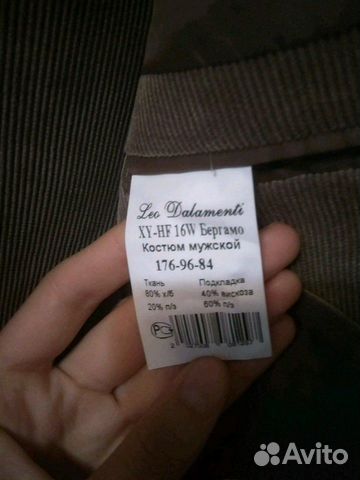 Leo Dalamenti
XY-HF 16W Бергамо
Костюм мужской
176-96-84
Ткань Подкладка
80% х/б 40% вискоза
20% п/э 60% п/э
Avito